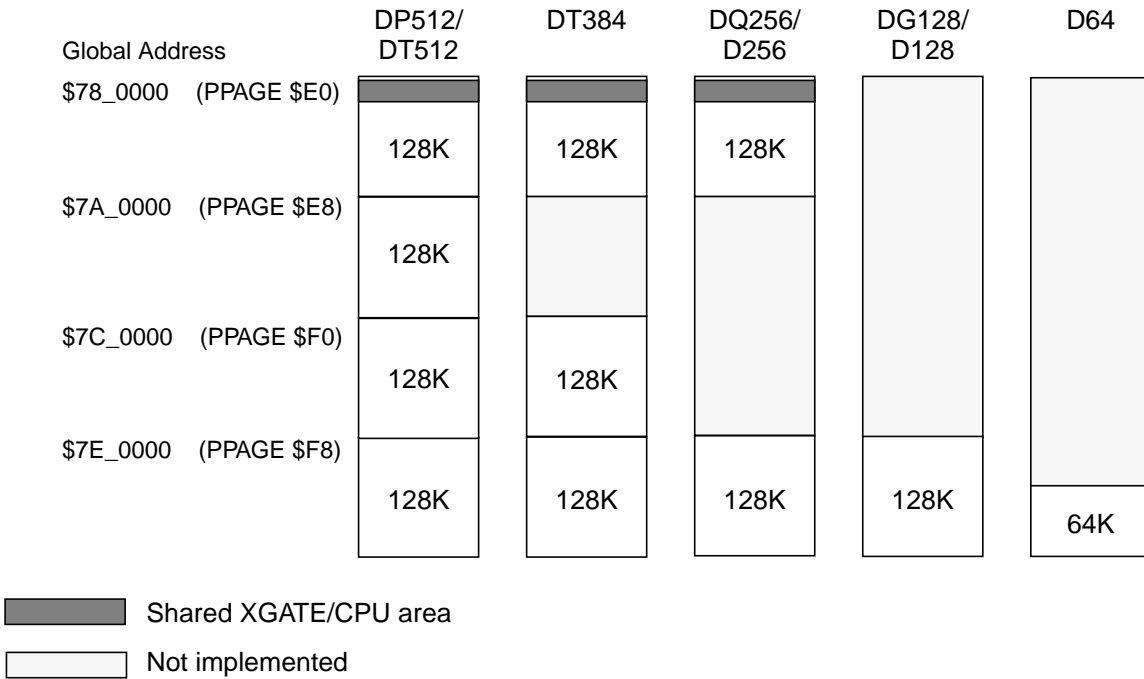 Global Address
DP512/
DT512
DT384
DQ256/
D256
DG128/
D128
D64
$78_0000 (PPAGE $E0)
128K 128K 128K
$7A_0000 (PPAGE $E8)
128K
$7C_0000 (PPAGE $F0)
128K 128K
$7E_0000 (PPAGE $F8)
128K 128K 128K 128K
64K
Shared XGATE/CPU area
Not implemented